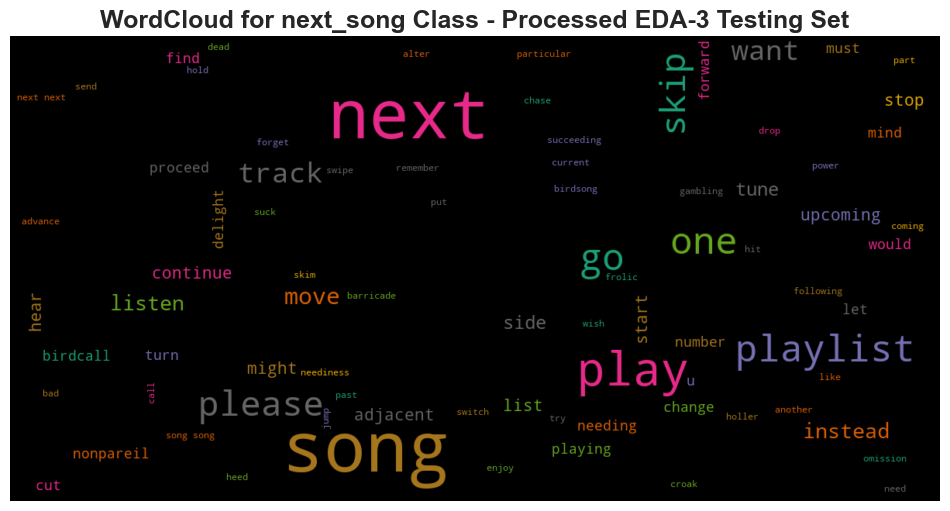 WordCloud for next_song Class - Processed EDA-3 Testing Set
dead
find
hold
alter
particular
forward
want
must
part
send
next next
skip
stop
next
chase
drop
mind
forget
succeeding
proceed
track
swipe
remember
current
power
birdsong
gambling
tune
put
delight
suck
advance
upcoming
coming
one
hit
would
go
frolic
continue
skim
move
barricade
listen
hear
following
let
start
side
wish
number
birdcall
turn
might
neediness
play
u
playlist
like
bad
call
past
please
jump
adjacent
switch
list
try
change
holler
another
needing
instead
song song
song
playing
nonpareil
enjoy
omission
cut
heed
croak
need